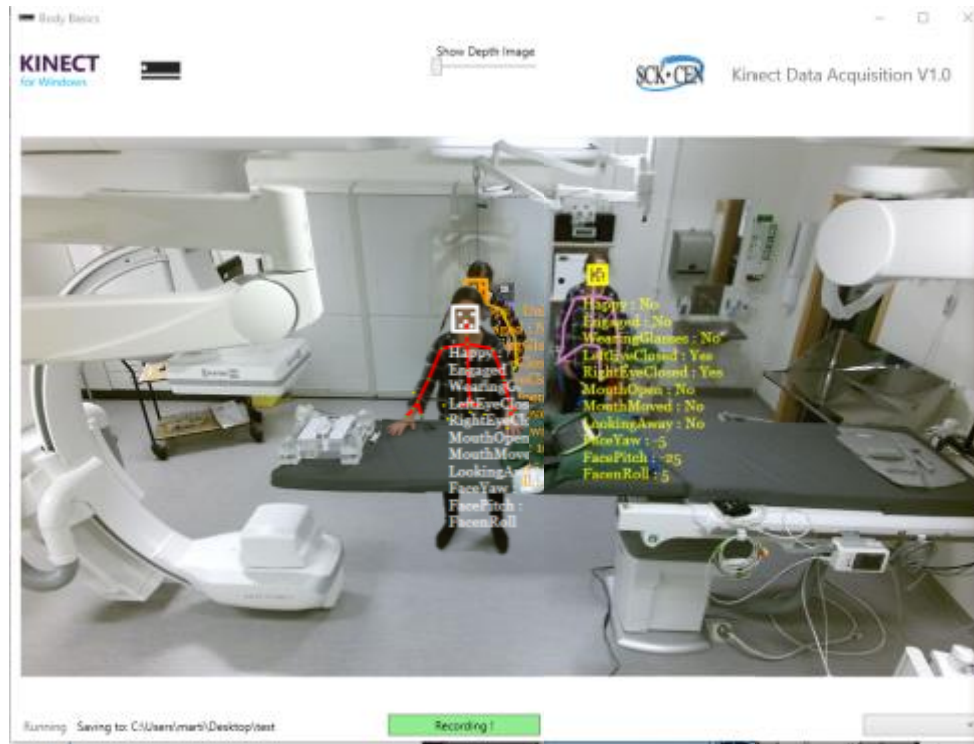 Body Basics
KINECT
for Windows
Show Depth Image
SCK•CEN
Kinect Data Acquisition V1.0
Happy : No
Engaged : No
WearingGlasses : No
LeftEyeClosed : Yes
RightEyeClosed : Yes
MouthOpen : No
MouthMoved : No
LookingAway : No
FaceYaw : -5
FacePitch : -25
FacenRoll : 5
Happy
Engaged
WearingG
LeftEyeClos
RightEyeCl
MouthOpen
MouthMove
LookingA
FaceYaw
FacePitch :
FacenRoll
Running
Saving to: C:\Users\marti\Desktop\test
Recording !